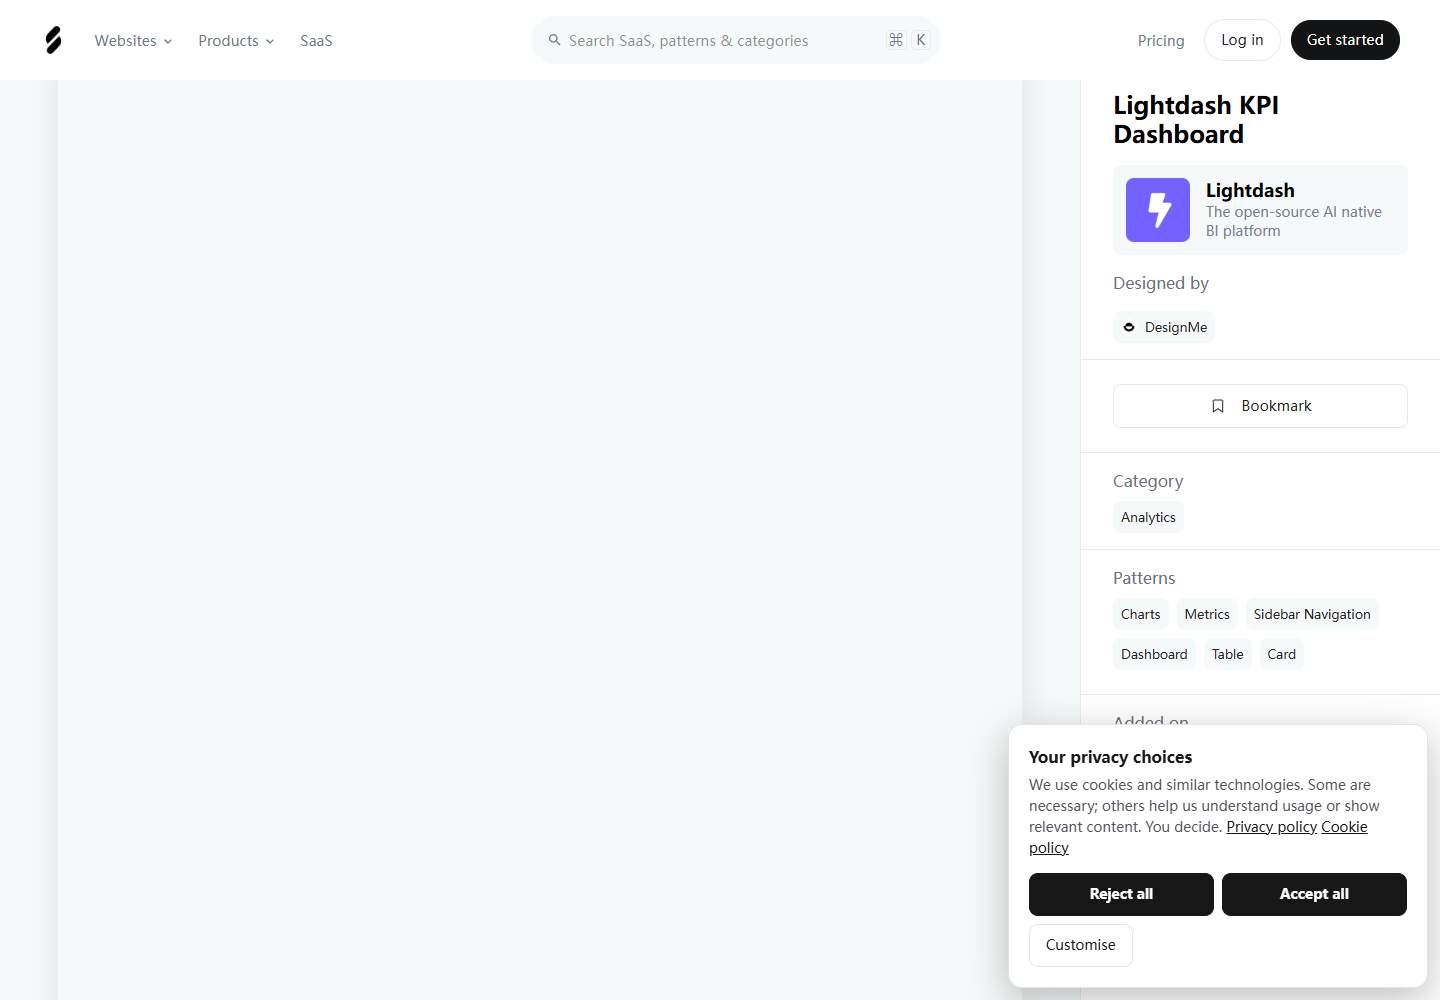 Websites Products SaaS Search SaaS, patterns & categories ⌘ K Pricing Log in Get started
Lightdash KPI
Dashboard
Lightdash
The open-source AI native
BI platform
Designed by
DesignMe
Bookmark
Category
Analytics
Patterns
Charts Metrics Sidebar Navigation
Dashboard Table Card
Added on
Your privacy choices
We use cookies and similar technologies. Some are
necessary; others help us understand usage or show
relevant content. You decide. Privacy policy Cookie
policy
Reject all Accept all
Customise